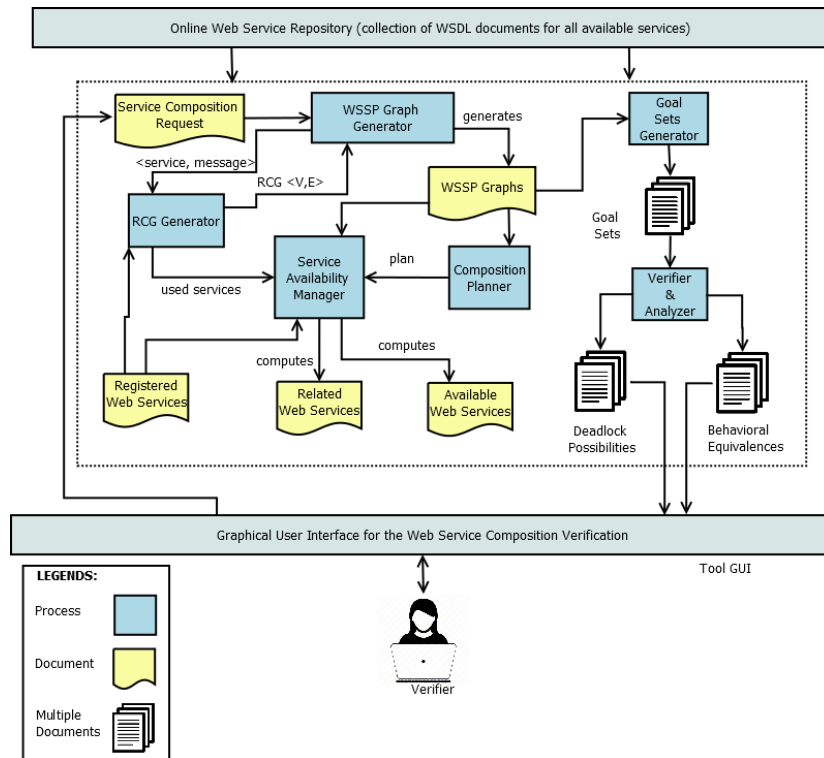 Online Web Service Repository (collection of WSDL documents for all available services)
Service Composition
Request
WSSP Graph
Generator
generates
Goal
Sets
Generator
<service, message>
RCG <V,E>
WSSP Graphs
RCG Generator
Goal
Sets
Service
Availability
Manager
plan
Composition
Planner
used services
Verifier
&
Analyzer
computes
computes
Registered
Web Services
Related
Web Services
Available
Web Services
Deadlock
Possibilities
Behavioral
Equivalences
Graphical User Interface for the Web Service Composition Verification
Tool GUI
LEGENDS:
Process
Document
Multiple
Documents
Verifier